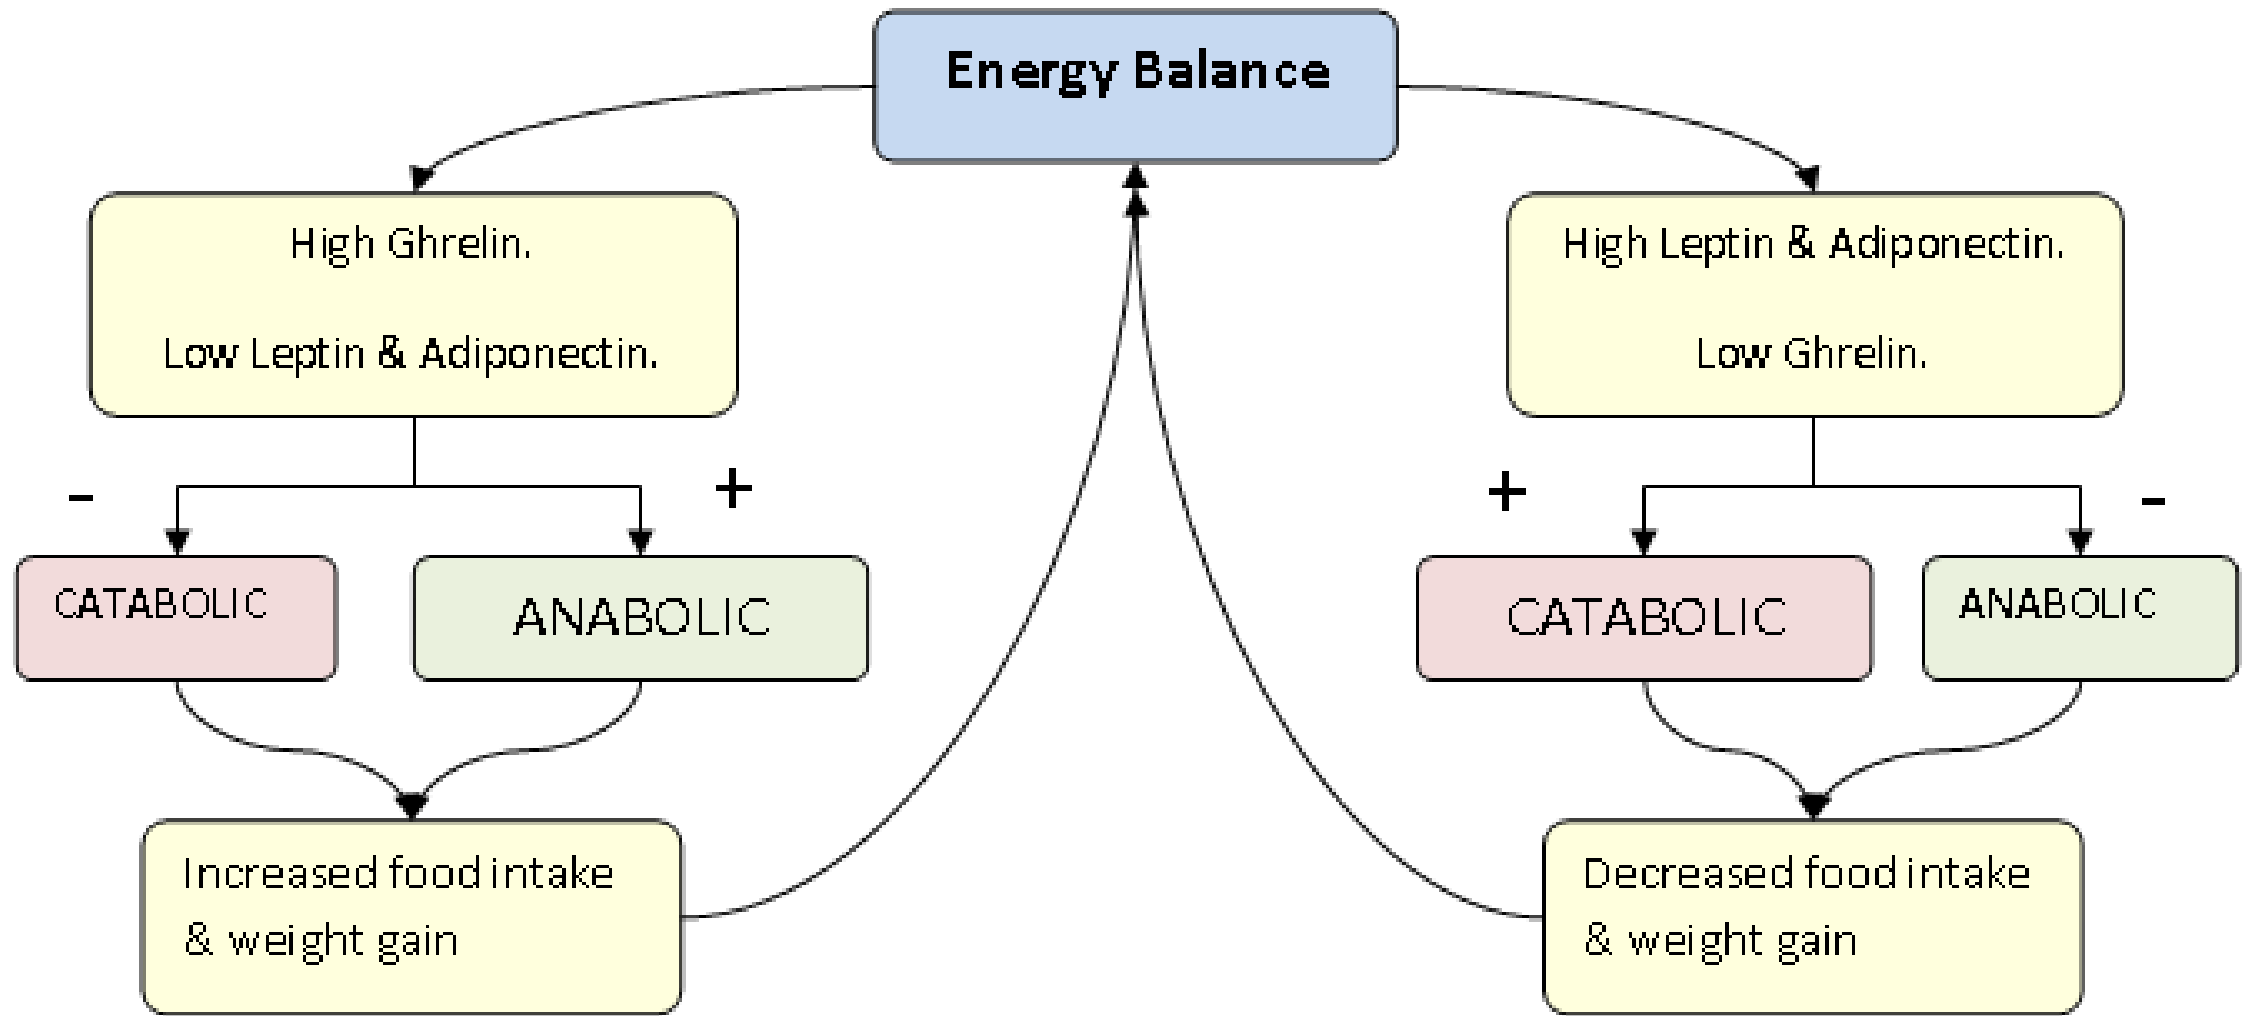 Energy Balance
High Ghrelin.
Low Leptin & Adiponectin.
High Leptin & Adiponectin.
Low Ghrelin.
-
+
+
-
CATABOLIC
ANABOLIC
CATABOLIC
ANABOLIC
Increased food intake
& weight gain
Decreased food intake
& weight gain